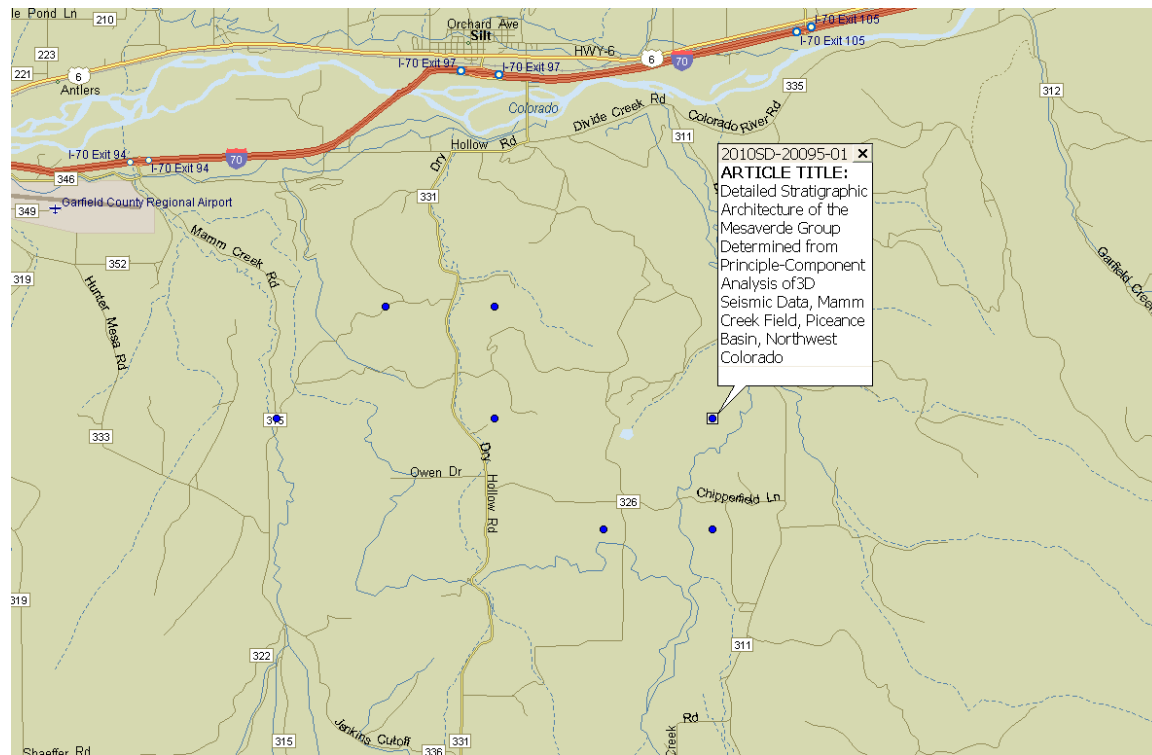 le Pond Ln
210
Orchard Ave
Silt
I-70 Exit 105
HWY-6
I-70 Exit 105
223
6
70
221
6
I-70 Exit 97
I-70 Exit 97
Antlers
335
312
Colorado
Divide Creek Rd
Colorado River Rd
311
Hollow Rd
I-70 Exit 94
70
I-70 Exit 94
Dry
346
2010SD-20095-01
ARTICLE TITLE:
Detailed Stratigraphic
Architecture of the
Mesaverde Group
Determined from
Principle-Component
Analysis of3D
Seismic Data, Mamm
Creek Field, Piceance
Basin, Northwest
Colorado
331
349
Garfield County Regional Airport
Mamm Creek Rd
352
319
Hunter Mesa Rd
Garfield Creek
315
333
Owen Dr
Dry Hollow Rd
326
Chipperfield Ln
319
311
322
Jenkins Cutoff
Creek Rd
Shaeffer Rd
315
336
331